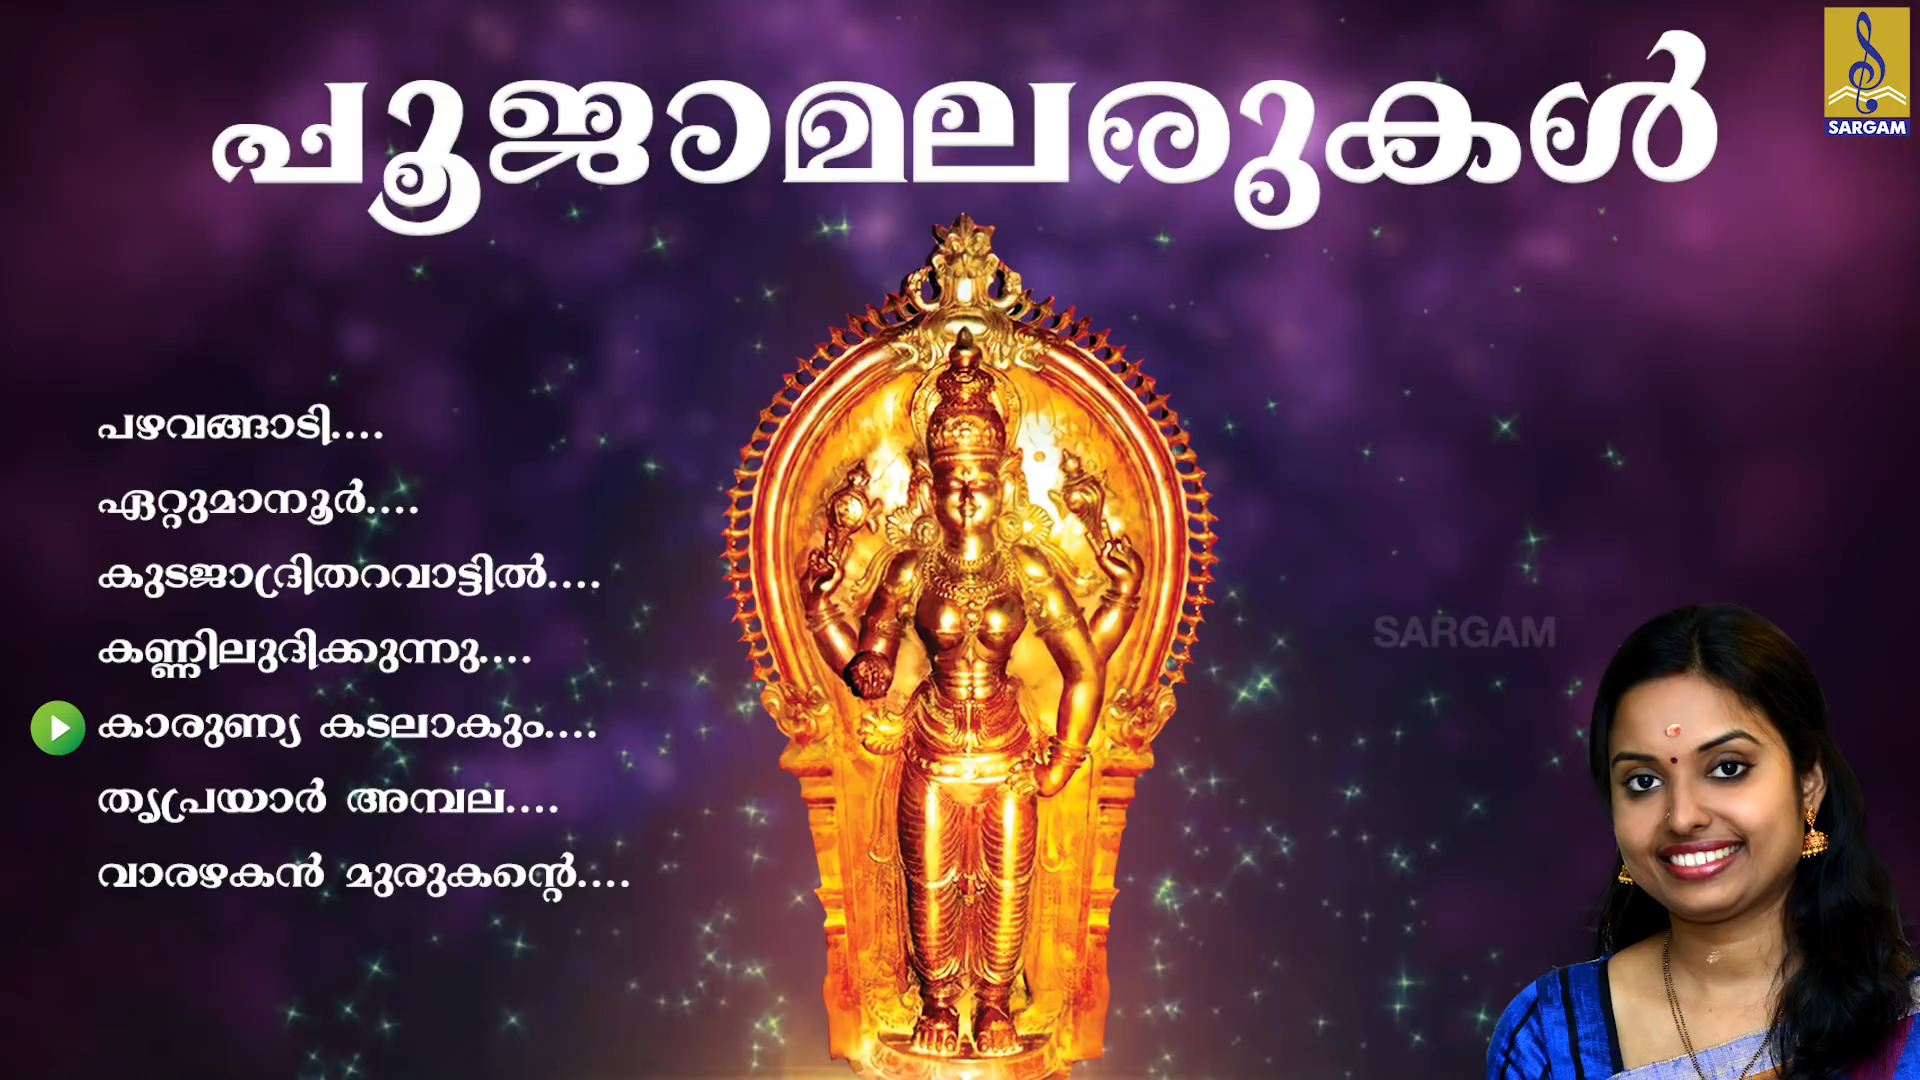 പൂജാമലരുകൾ
SARGAM
പഴവങ്ങാടി....
ഏറ്റുമാനൂർ....
കുടജാദ്രിതറവാട്ടിൽ....
കണ്ണിലുദിക്കുന്നു....
കാരുണ്യ കടലാകും....
തൃപ്രയാർ അമ്പല....
വാരഴകൻ മുരുകന്റെ....
SARGAM